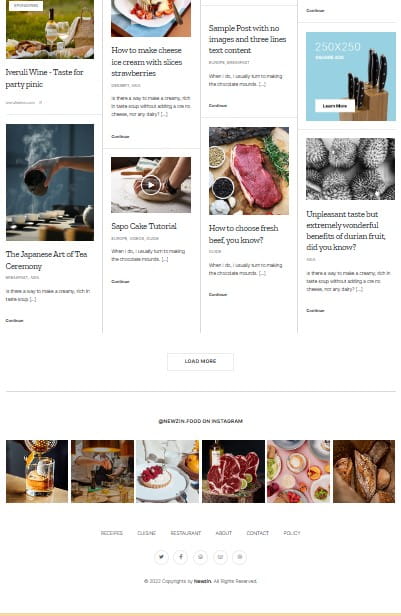 SPONSORED
Iveruli Wine - Taste for
party pinic
The Japanese Art of Tea
Ceremony
BREAKFAST, ASIA
Is there a way to make a creamy, rich in
taste soup [...]
Continue
How to make cheese
ice cream with slices
strawberries
DESSERT, ASIA
Is there a way to make a creamy, rich
in taste soup without adding a ore no
cheese, nor any dairy? [...]
Continue
Sapo Cake Tutorial
EUROPE, VIDEOS, GUIDE
When I do, I usually turn to making
the chocolate mounds. [...]
Continue
Sample Post with no
images and three lines
text content
EUROPE, BREAKFAST
When I do, I usually turn to making
the chocolate mounds. [...]
Continue
How to choose fresh
beef, you know?
GUIDE
When I do, I usually turn to making
the chocolate mounds. [...]
Continue
Continue
250X250
SQUARE ADS
Learn More
Unpleasant taste but
extremely wonderful
benefits of durian fruit,
did you know?
ASIA
Is there a way to make a creamy, rich
in taste soup without adding a ore no
cheese, nor any dairy? [...]
Continue
LOAD MORE
@NEWZIN.FOOD ON INSTAGRAM
RECEIPES CUISINE RESTAURANT ABOUT CONTACT POLICY
© 2022 Copyrights by Newzin. All Rights Reserved.